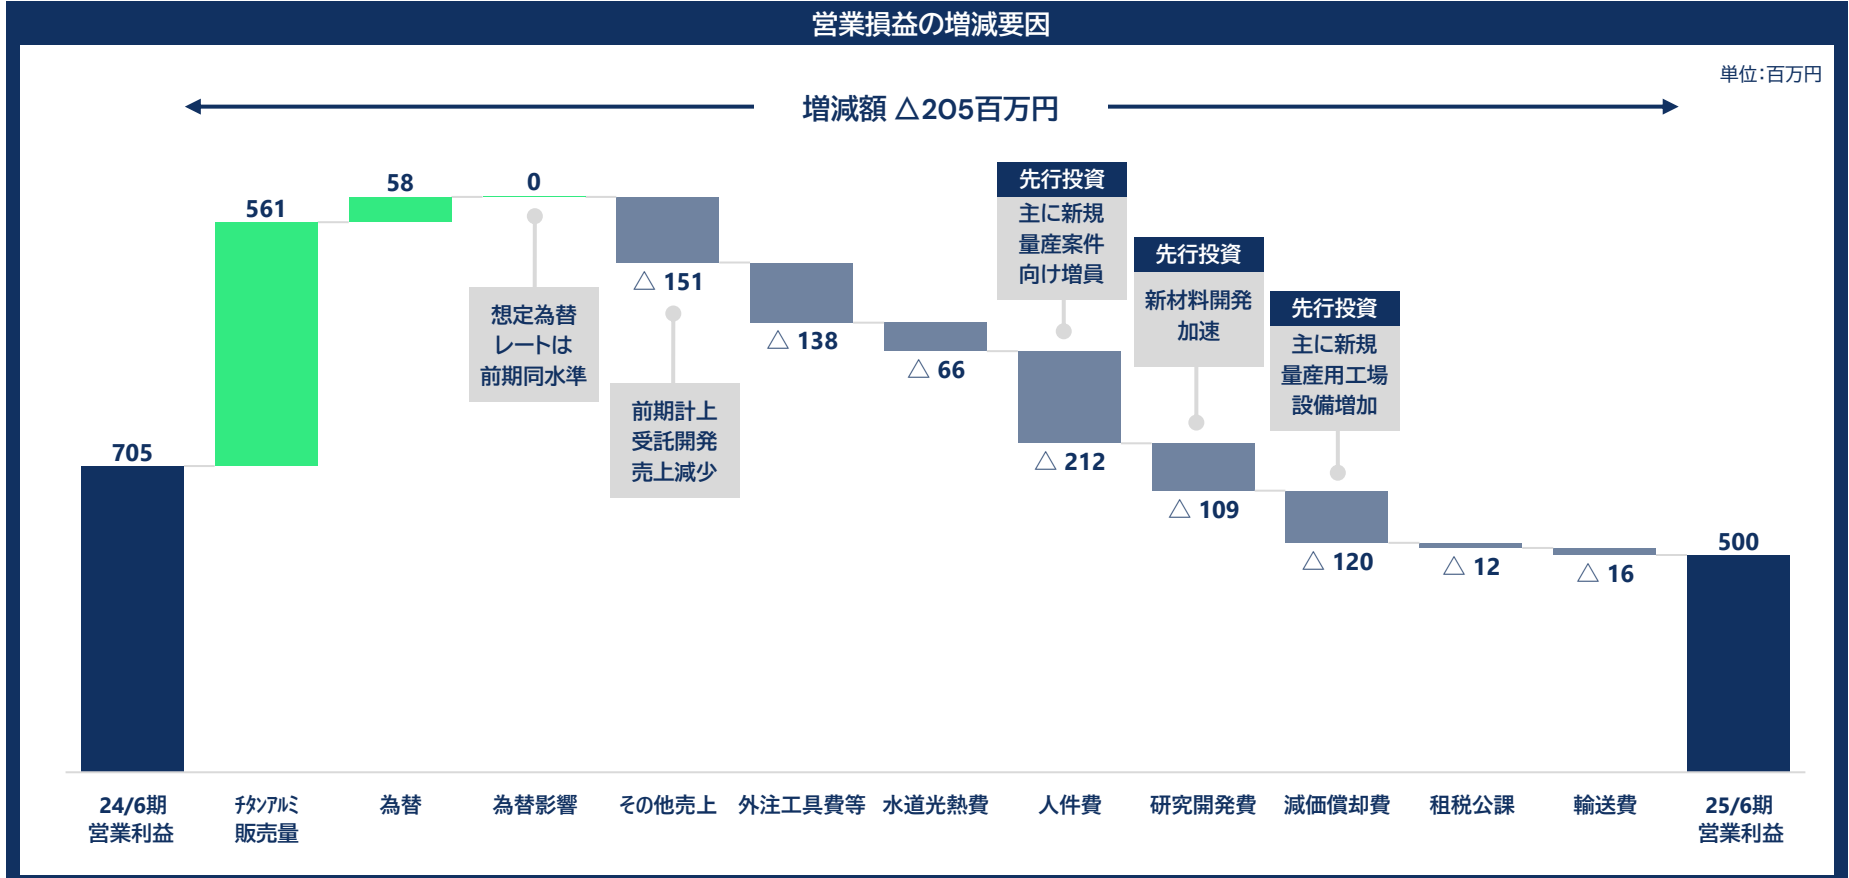 営業損益の増減要因
単位：百万円
増減額 △205百万円
705
561
58
0
想定為替
レートは
前期同水準
△ 151
前期計上
受託開発
売上減少
△ 138
△ 66
先行投資
主に新規
量産案件
向け増員
△ 212
先行投資
新材料開発
加速
△ 109
先行投資
主に新規
量産用工場
設備増加
△ 120
△ 12
△ 16
500
24/6期
営業利益
ﾁﾀﾝｱﾙﾐ
販売量
為替
為替影響
その他売上
外注工具費等
水道光熱費
人件費
研究開発費
減価償却費
租税公課
輸送費
25/6期
営業利益